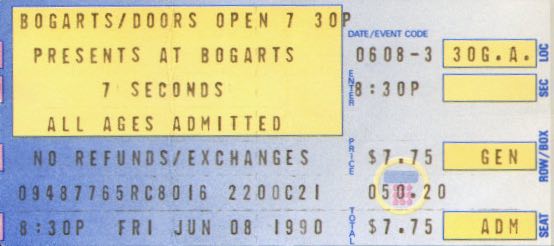 BOGARTS/DOORS OPEN 7 30P
PRESENTS AT BOGARTS
7 SECONDS
ALL AGES ADMITTED
NO REFUNDS/EXCHANGES
09487765RC8016 2200C21
8:30P FRI JUN 08 1990
DATE/EVENT CODE
0608-3
ENTER
8:30P
PRICE
$7.75
050.20
TOTAL
$7.75
30G.A. LOC
SEC
GEN ROW/BOX
ADM SEAT